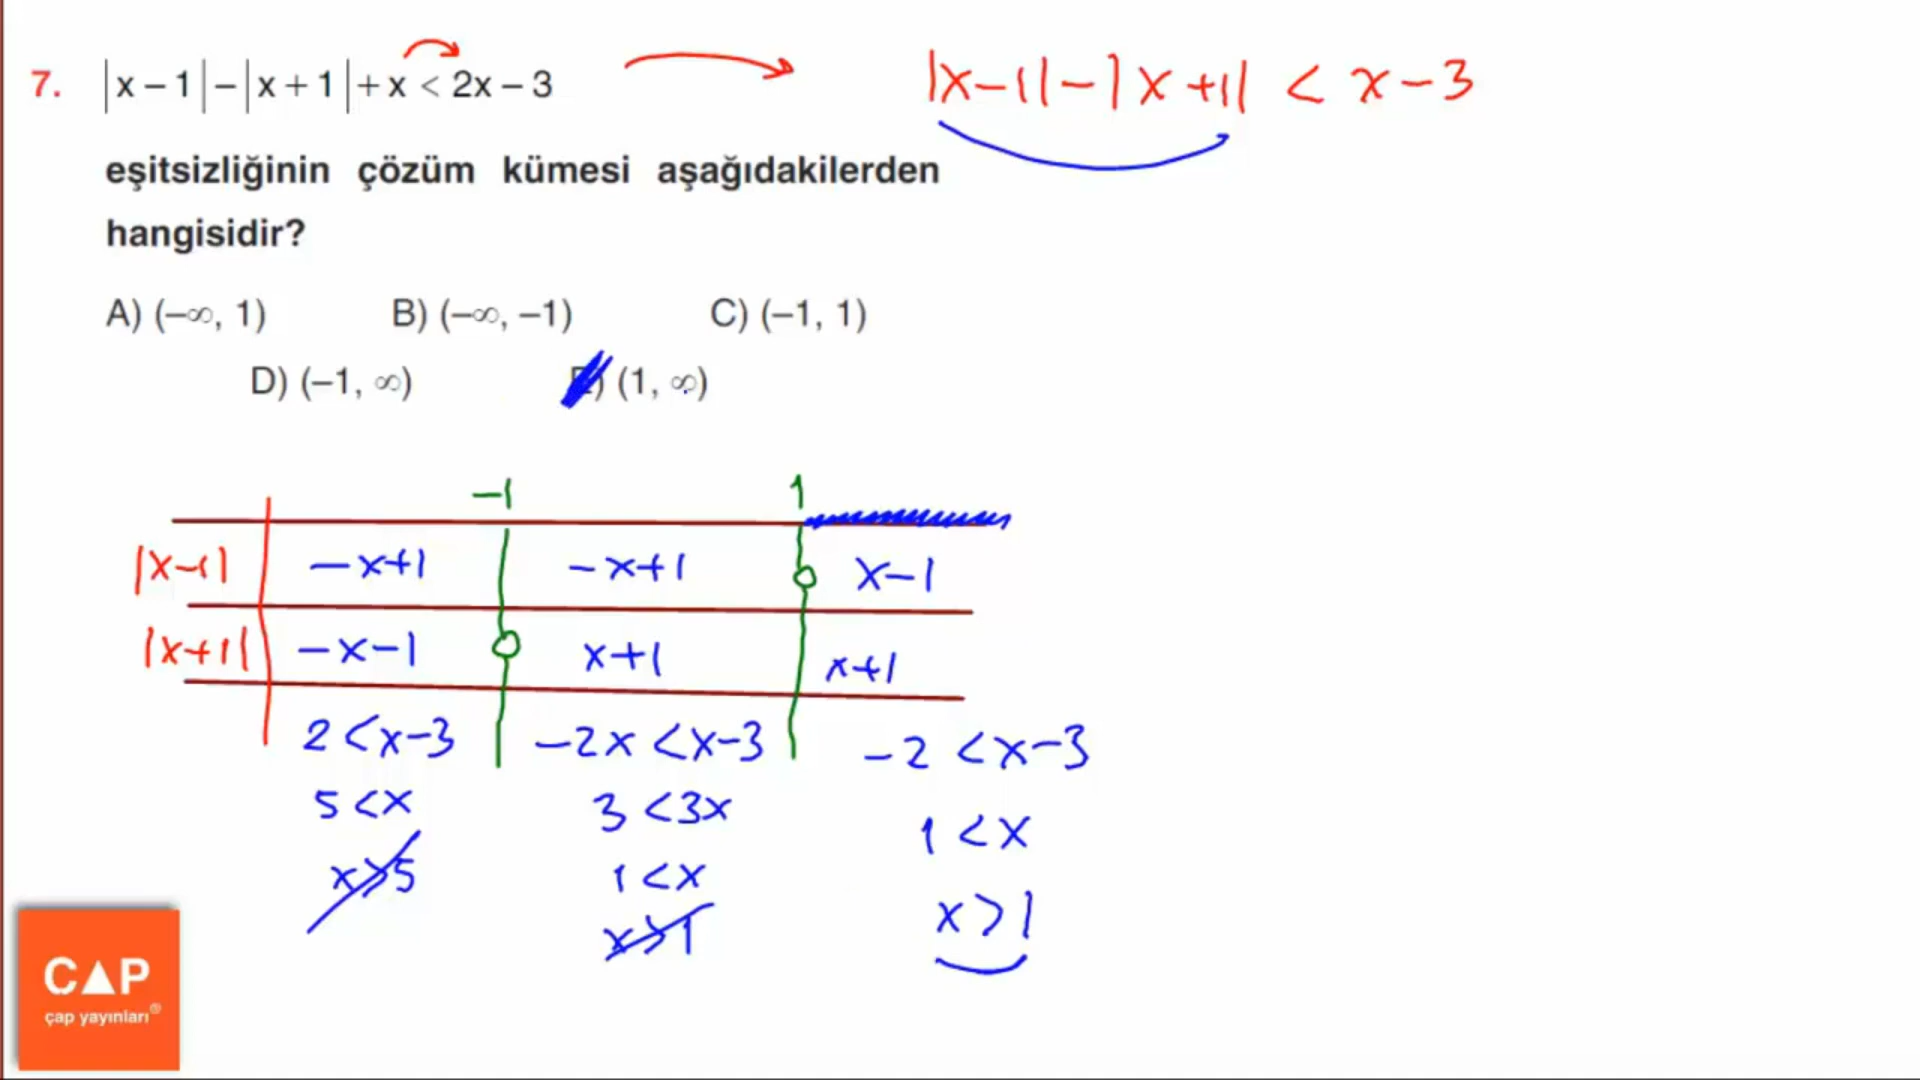 7. |x – 1| – |x + 1| + x < 2x – 3
|x-1| - |x+1| < x-3
eşitsizliğinin çözüm kümesi aşağıdakilerden
hangisidir?
A) (–∞, 1) B) (–∞, –1) C) (–1, 1)
D) (–1, ∞) E) (1, ∞)
-1 1
|x-1| -x+1 -x+1 x-1
|x+1| -x-1 x+1 x+1
2 < x-3 -2x < x-3 -2 < x-3
5 < x 3 < 3x 1 < x
x > 5 1 < x x > 1
x > 1
CAP
çap yayınları®